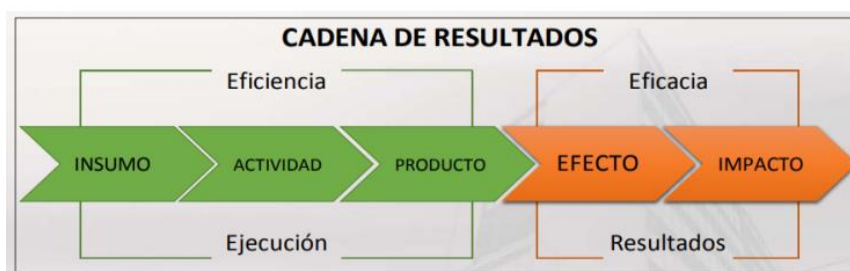 CADENA DE RESULTADOS
Eficiencia
Eficacia
INSUMO
ACTIVIDAD
PRODUCTO
EFECTO
IMPACTO
Ejecución
Resultados